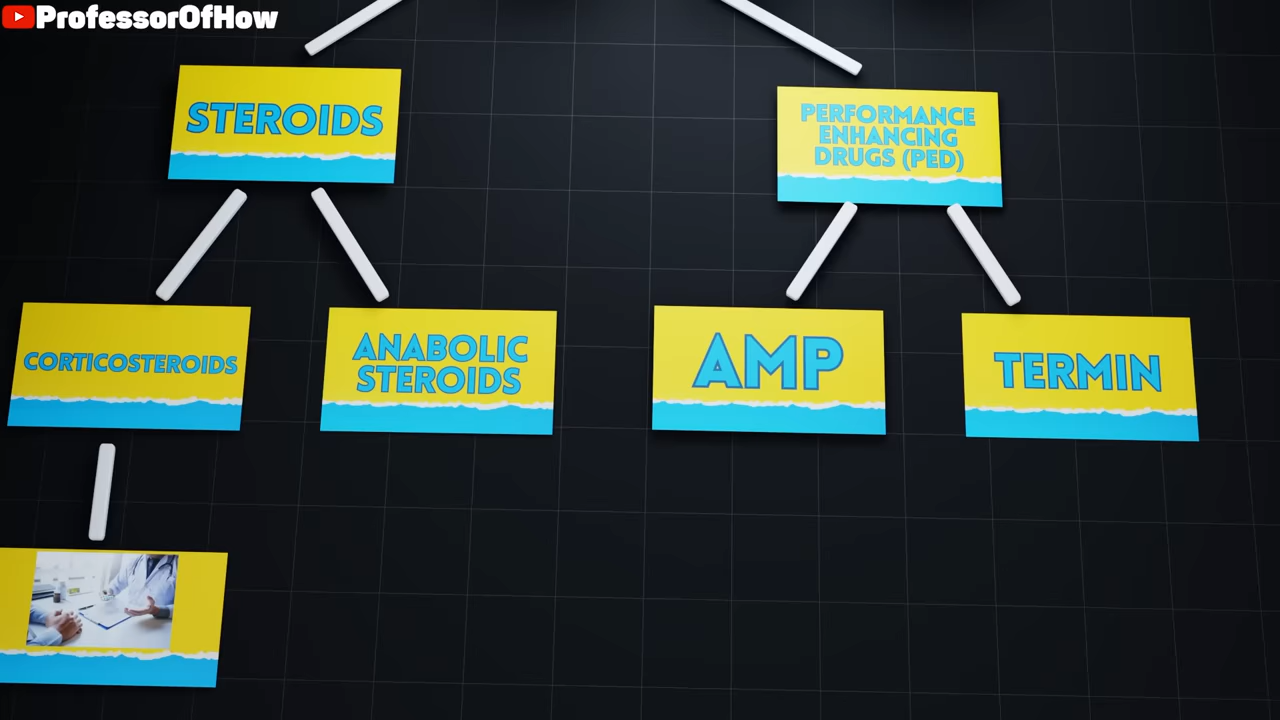 ProfessorOfHow
STEROIDS
PERFORMANCE
ENHANCING
DRUGS (PED)
CORTICOSTEROIDS
ANABOLIC
STEROIDS
AMP
TERMIN